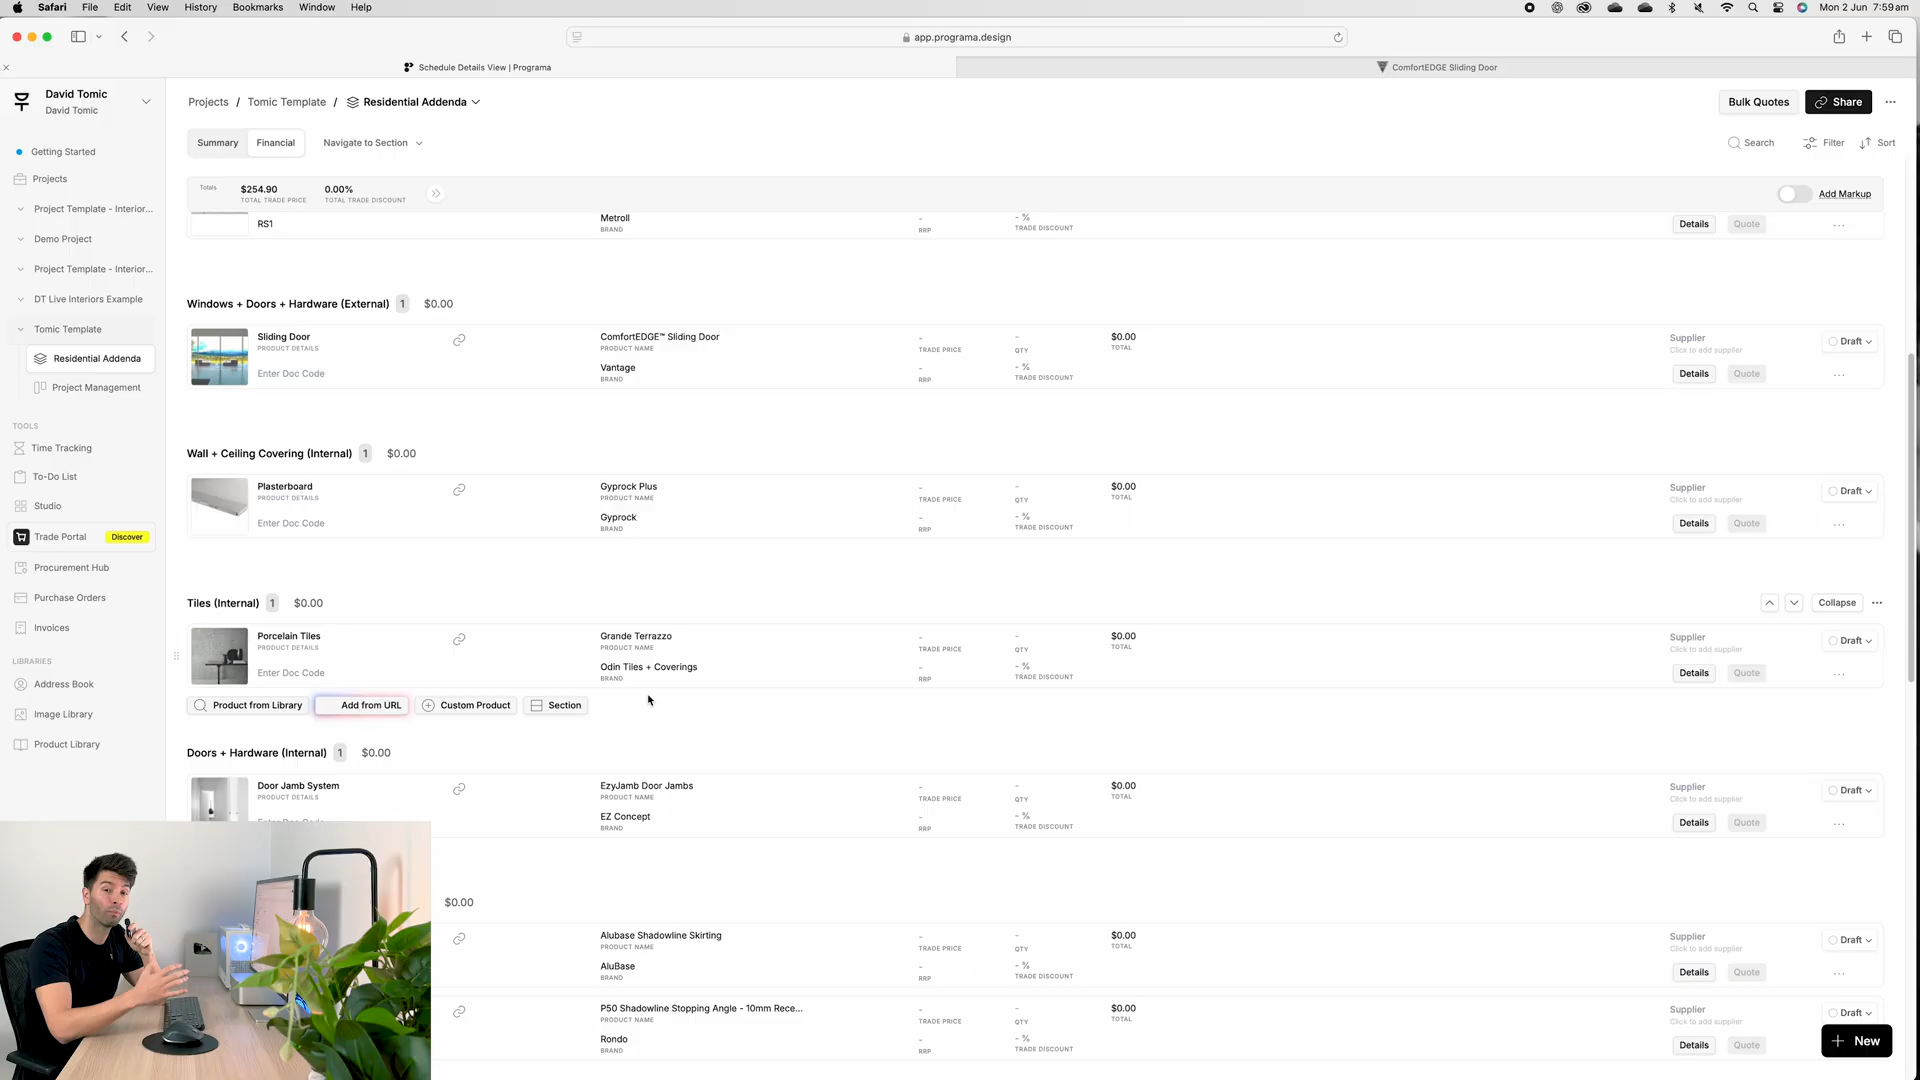 Safari File Edit View History Bookmarks Window Help Mon 2 Jun 7:59 am
app.programa.design
Schedule Details View | Programa
ComfortEDGE Sliding Door
David Tomic
David Tomic
Getting Started
Projects
Project Template - Interior...
Demo Project
Project Template - Interior...
DT Live Interiors Example
Tomic Template
Residential Addenda
Project Management
TOOLS
Time Tracking
To-Do List
Studio
Trade Portal Discover
Procurement Hub
Purchase Orders
Invoices
LIBRARIES
Address Book
Image Library
Product Library
Projects / Tomic Template / Residential Addenda
Bulk Quotes Share ...
Summary Financial Navigate to Section
Search Filter Sort
Totals $254.90 0.00%
TOTAL TRADE PRICE TOTAL TRADE DISCOUNT
Add Markup
RS1 Metroll - - %
BRAND RRP TRADE DISCOUNT
Details Quote ...
Windows + Doors + Hardware (External) 1 $0.00
Sliding Door ComfortEDGE™ Sliding Door - - $0.00 Supplier Draft
PRODUCT DETAILS PRODUCT NAME TRADE PRICE QTY TOTAL Click to add supplier
Enter Doc Code Vantage - - % Details Quote ...
BRAND RRP TRADE DISCOUNT
Wall + Ceiling Covering (Internal) 1 $0.00
Plasterboard Gyprock Plus - - $0.00 Supplier Draft
PRODUCT DETAILS PRODUCT NAME TRADE PRICE QTY TOTAL Click to add supplier
Enter Doc Code Gyprock - - % Details Quote ...
BRAND RRP TRADE DISCOUNT
Tiles (Internal) 1 $0.00 Collapse ...
Porcelain Tiles Grande Terrazzo - - $0.00 Supplier Draft
PRODUCT DETAILS PRODUCT NAME TRADE PRICE QTY TOTAL Click to add supplier
Enter Doc Code Odin Tiles + Coverings - - % Details Quote ...
BRAND RRP TRADE DISCOUNT
Product from Library Add from URL Custom Product Section
Doors + Hardware (Internal) 1 $0.00
Door Jamb System EzyJamb Door Jambs - - $0.00 Supplier Draft
PRODUCT DETAILS PRODUCT NAME TRADE PRICE QTY TOTAL Click to add supplier
EZ Concept - - % Details Quote ...
BRAND RRP TRADE DISCOUNT
$0.00
Alubase Shadowline Skirting - - $0.00 Supplier Draft
PRODUCT NAME TRADE PRICE QTY TOTAL Click to add supplier
AluBase - - % Details Quote ...
BRAND RRP TRADE DISCOUNT
P50 Shadowline Stopping Angle - 10mm Rece... - - $0.00 Supplier Draft
PRODUCT NAME TRADE PRICE QTY TOTAL Click to add supplier
Rondo - - % Details Quote
BRAND RRP TRADE DISCOUNT
+ New